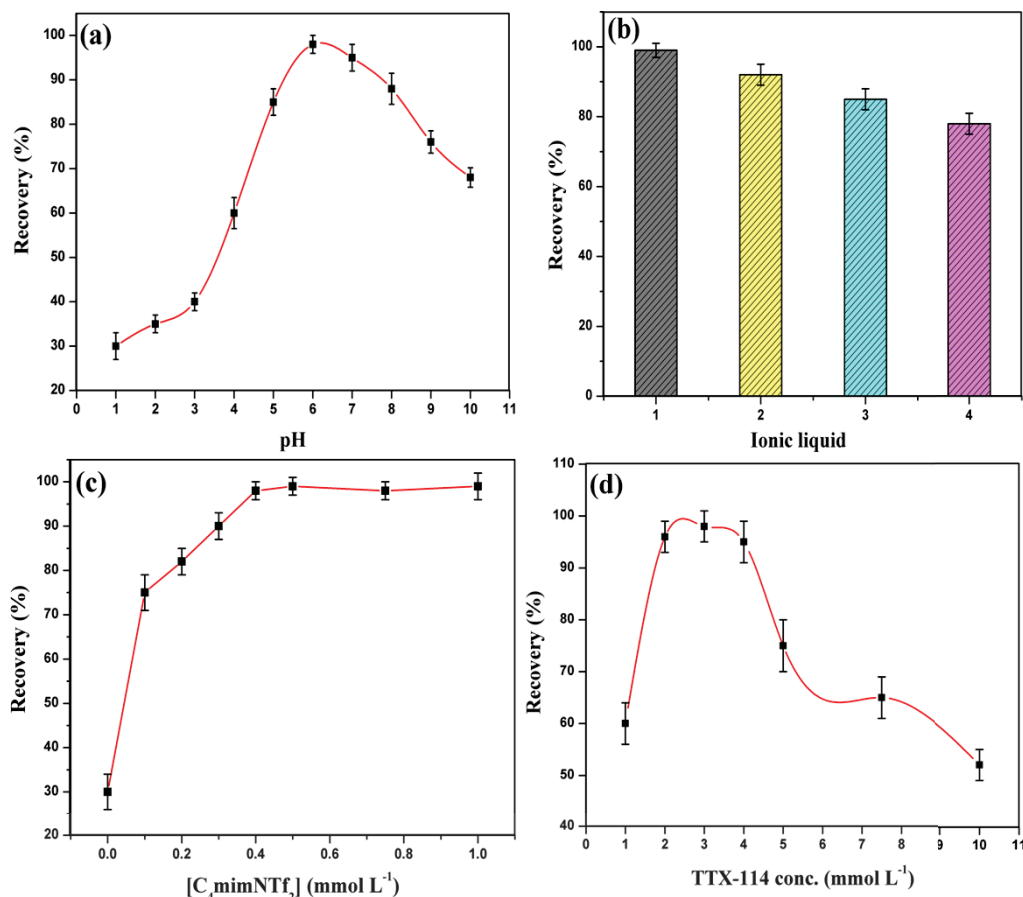 (a)
Recovery (%)
100
90
80
70
60
50
40
30
20
0 1 2 3 4 5 6 7 8 9 10 11
pH
(b)
Recovery (%)
100
80
60
40
20
0
1 2 3 4
Ionic liquid
(c)
Recovery (%)
100
90
80
70
60
50
40
30
20
0.0 0.2 0.4 0.6 0.8 1.0
[C₄mimNTf₂] (mmol L⁻¹)
(d)
Recovery (%)
110
100
90
80
70
60
50
40
0 1 2 3 4 5 6 7 8 9 10 11
TTX-114 conc. (mmol L⁻¹)